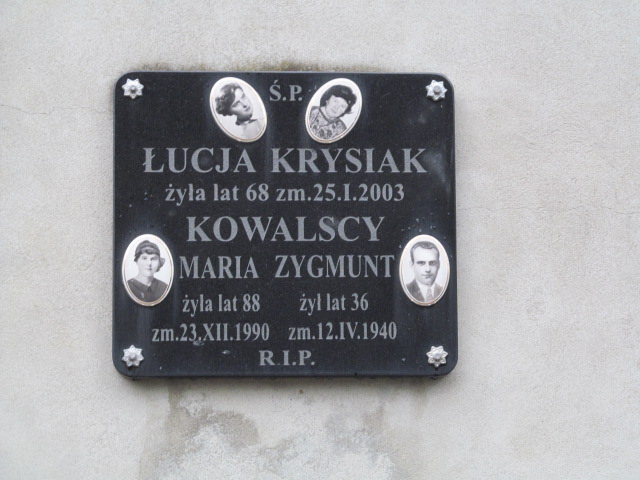 Ś.P.
ŁUCJA KRYSIAK
żyła lat 68 zm.25.I.2003
KOWALSCY
MARIA ZYGMUNT
żyla lat 88 żył lat 36
zm.23.XII.1990 zm.12.IV.1940
R.I.P.